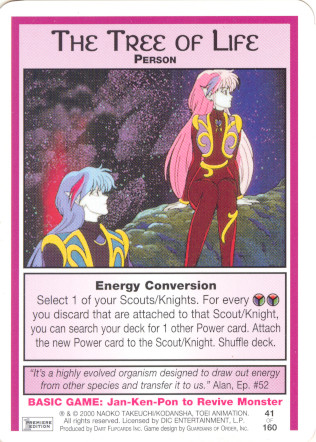 The Tree of Life
Person
Energy Conversion
Select 1 of your Scouts/Knights. For every
you discard that are attached to that Scout/Knight,
you can search your deck for 1 other Power card. Attach
the new Power card to the Scout/Knight. Shuffle deck.
"It's a highly evolved organism designed to draw out energy
from other species and transfer it to us." Alan, Ep. #52
BASIC GAME: Jan-Ken-Pon to Revive Monster
PREMIERE
EDITION
® & © 2000 NAOKO TAKEUCHI/KODANSHA, TOEI ANIMATION.
All rights reserved. Licensed by DIC ENTERTAINMENT, L.P.
Produced by Dart Flipcards Inc. Game design by Guardians of Order, Inc.
41
OF
160